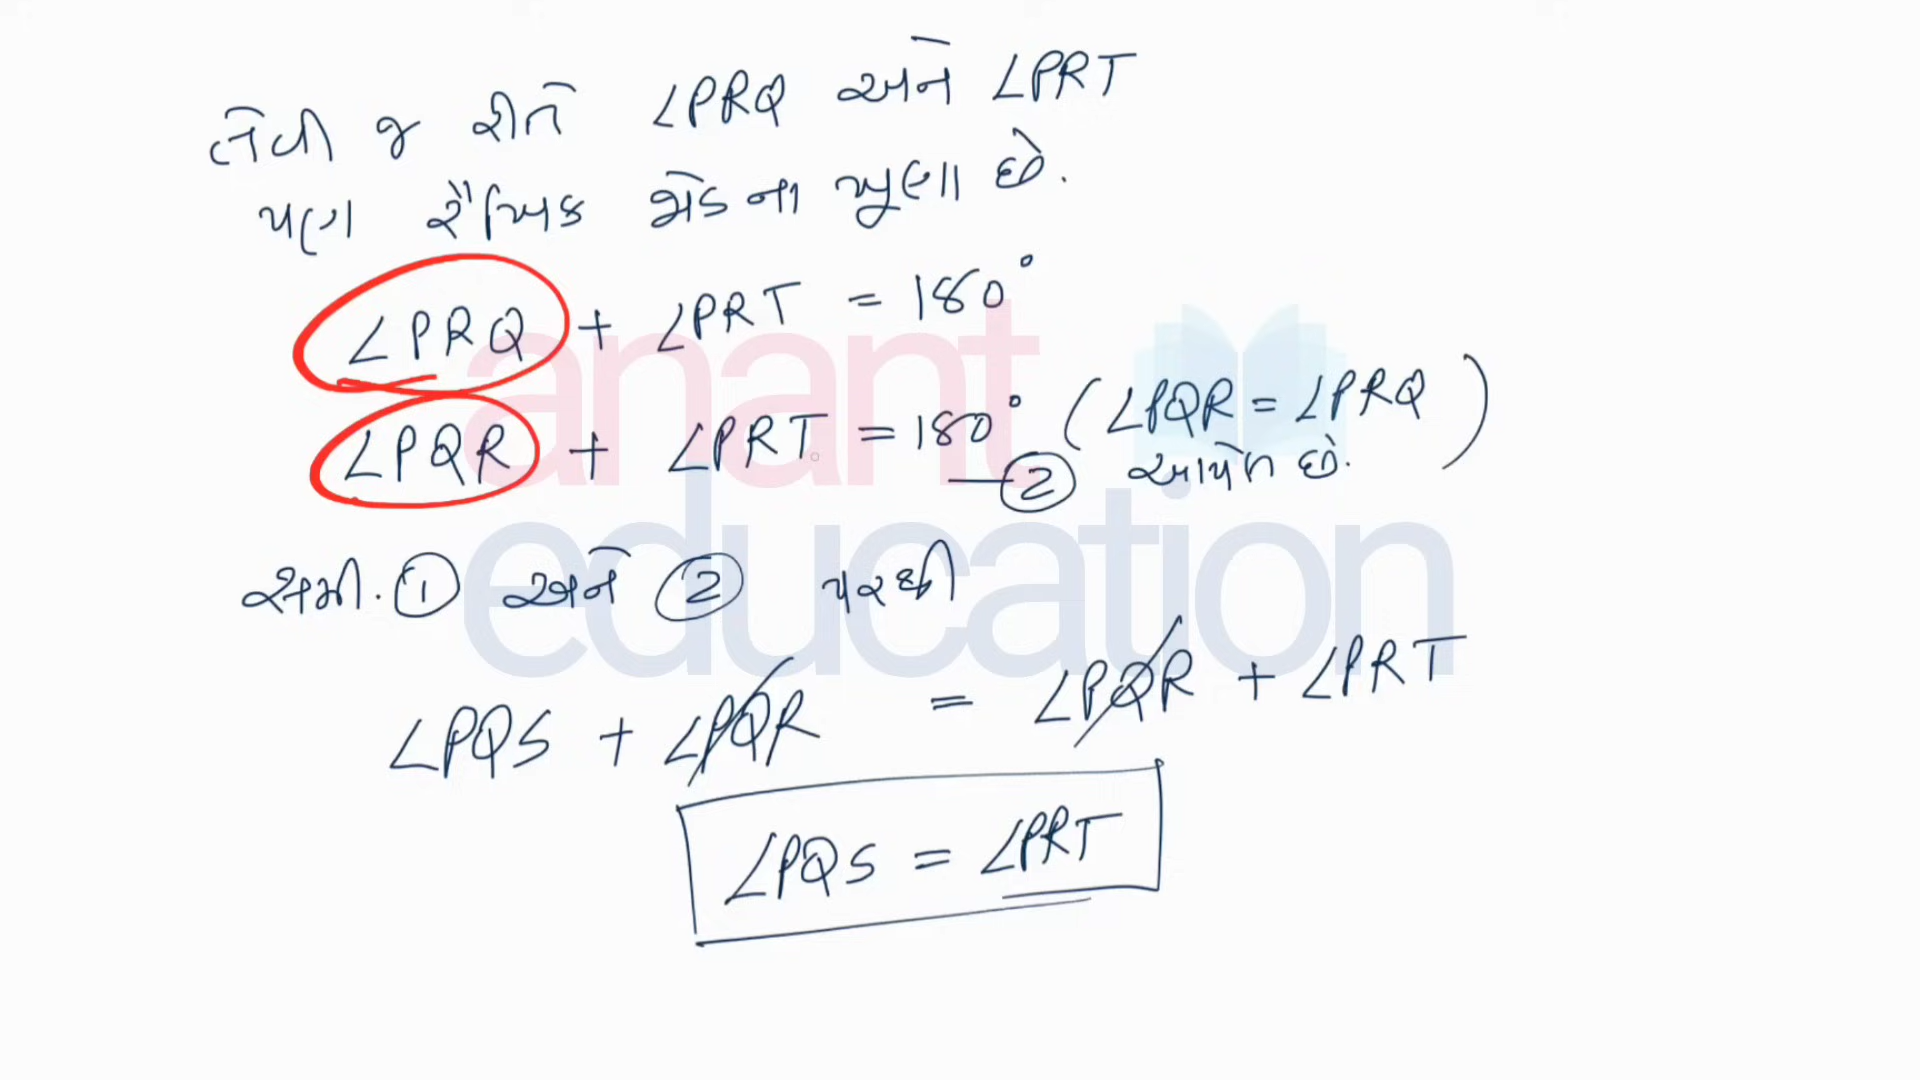 તેવી જ રીતે ∠PRQ અને ∠PRT
પણ રૈખિક જોડના ખુણા છે.
∠PRQ + ∠PRT = 180°
∠PQR + ∠PRT = 180° (∠PQR = ∠PRQ)
② આપેલ છે.
સમી. ① અને ② પરથી
∠PQS + ∠PQR = ∠PQR + ∠PRT
∠PQS = ∠PRT
anant
education